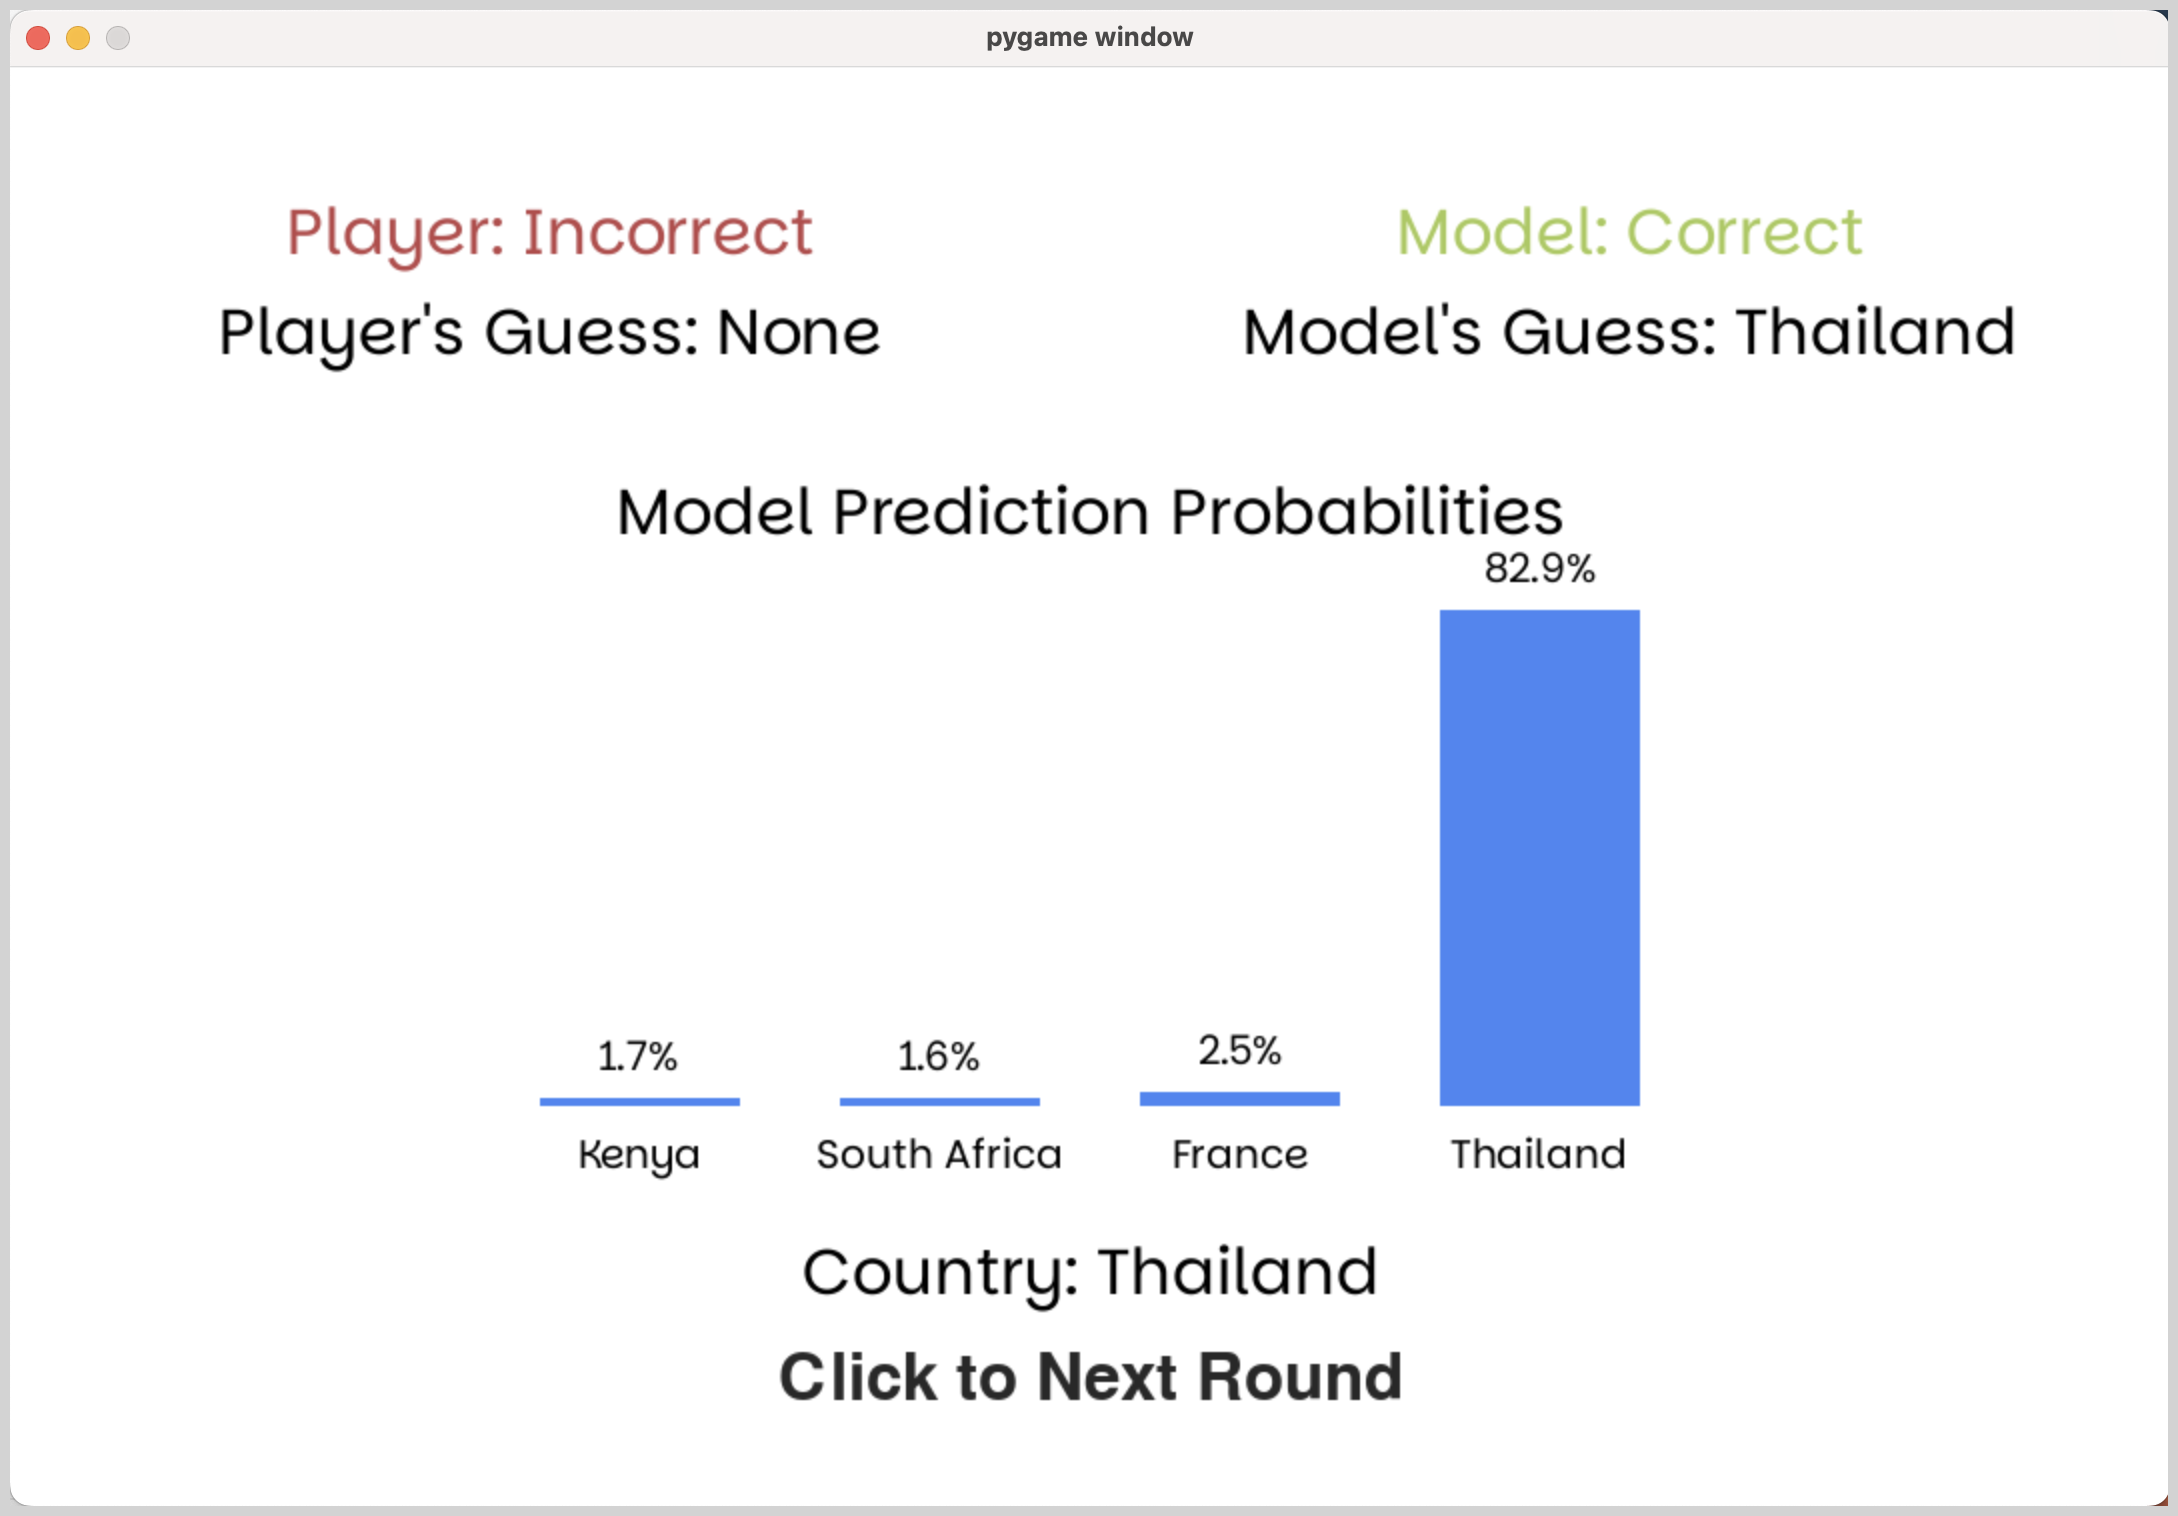 pygame window
Player: Incorrect
Model: Correct
Player's Guess: None
Model's Guess: Thailand
Model Prediction Probabilities
82.9%
1.7%
1.6%
2.5%
Kenya
South Africa
France
Thailand
Country: Thailand
Click to Next Round